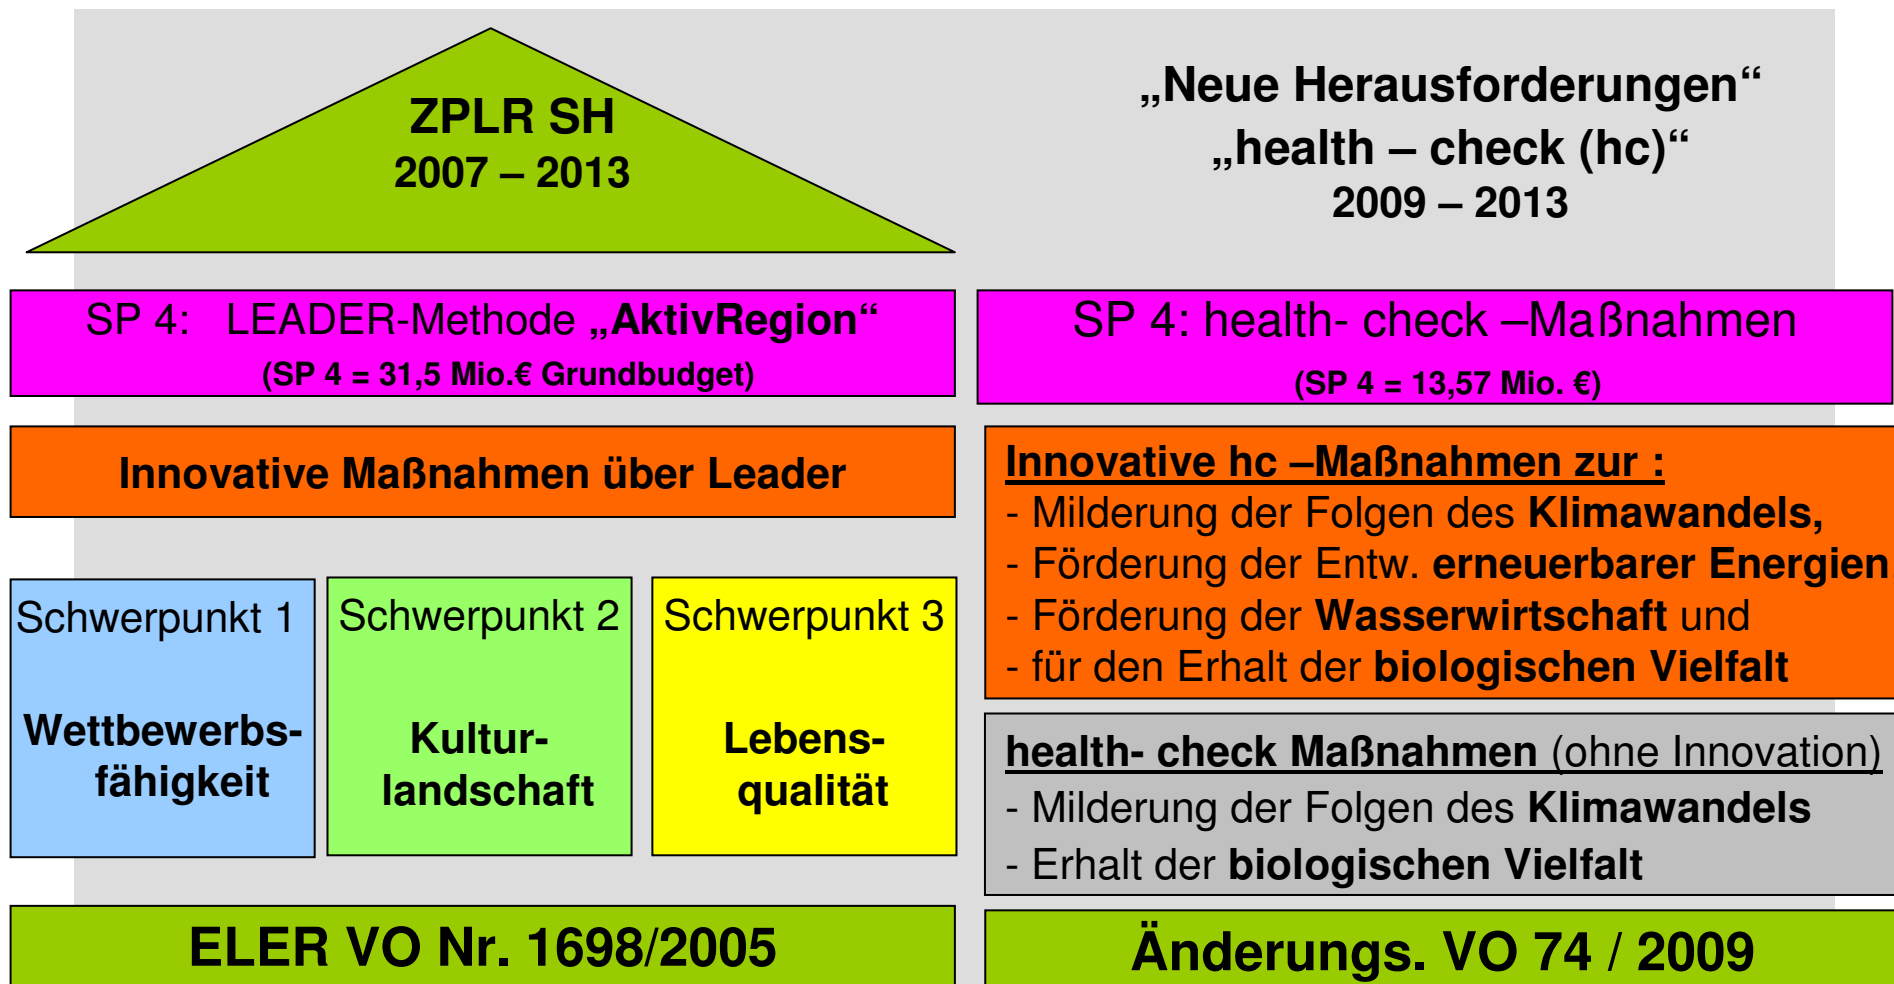 ZPLR SH
2007 – 2013
„Neue Herausforderungen“
„health – check (hc)“
2009 – 2013
SP 4: LEADER-Methode „AktivRegion“
(SP 4 = 31,5 Mio.€ Grundbudget)
SP 4: health- check –Maßnahmen
(SP 4 = 13,57 Mio. €)
Innovative Maßnahmen über Leader
Schwerpunkt 1
Wettbewerbs-
fähigkeit
Schwerpunkt 2
Kultur-
landschaft
Schwerpunkt 3
Lebens-
qualität
Innovative hc –Maßnahmen zur :
- Milderung der Folgen des Klimawandels,
- Förderung der Entw. erneuerbarer Energien
- Förderung der Wasserwirtschaft und
- für den Erhalt der biologischen Vielfalt
health- check Maßnahmen (ohne Innovation)
- Milderung der Folgen des Klimawandels
- Erhalt der biologischen Vielfalt
ELER VO Nr. 1698/2005
Änderungs. VO 74 / 2009